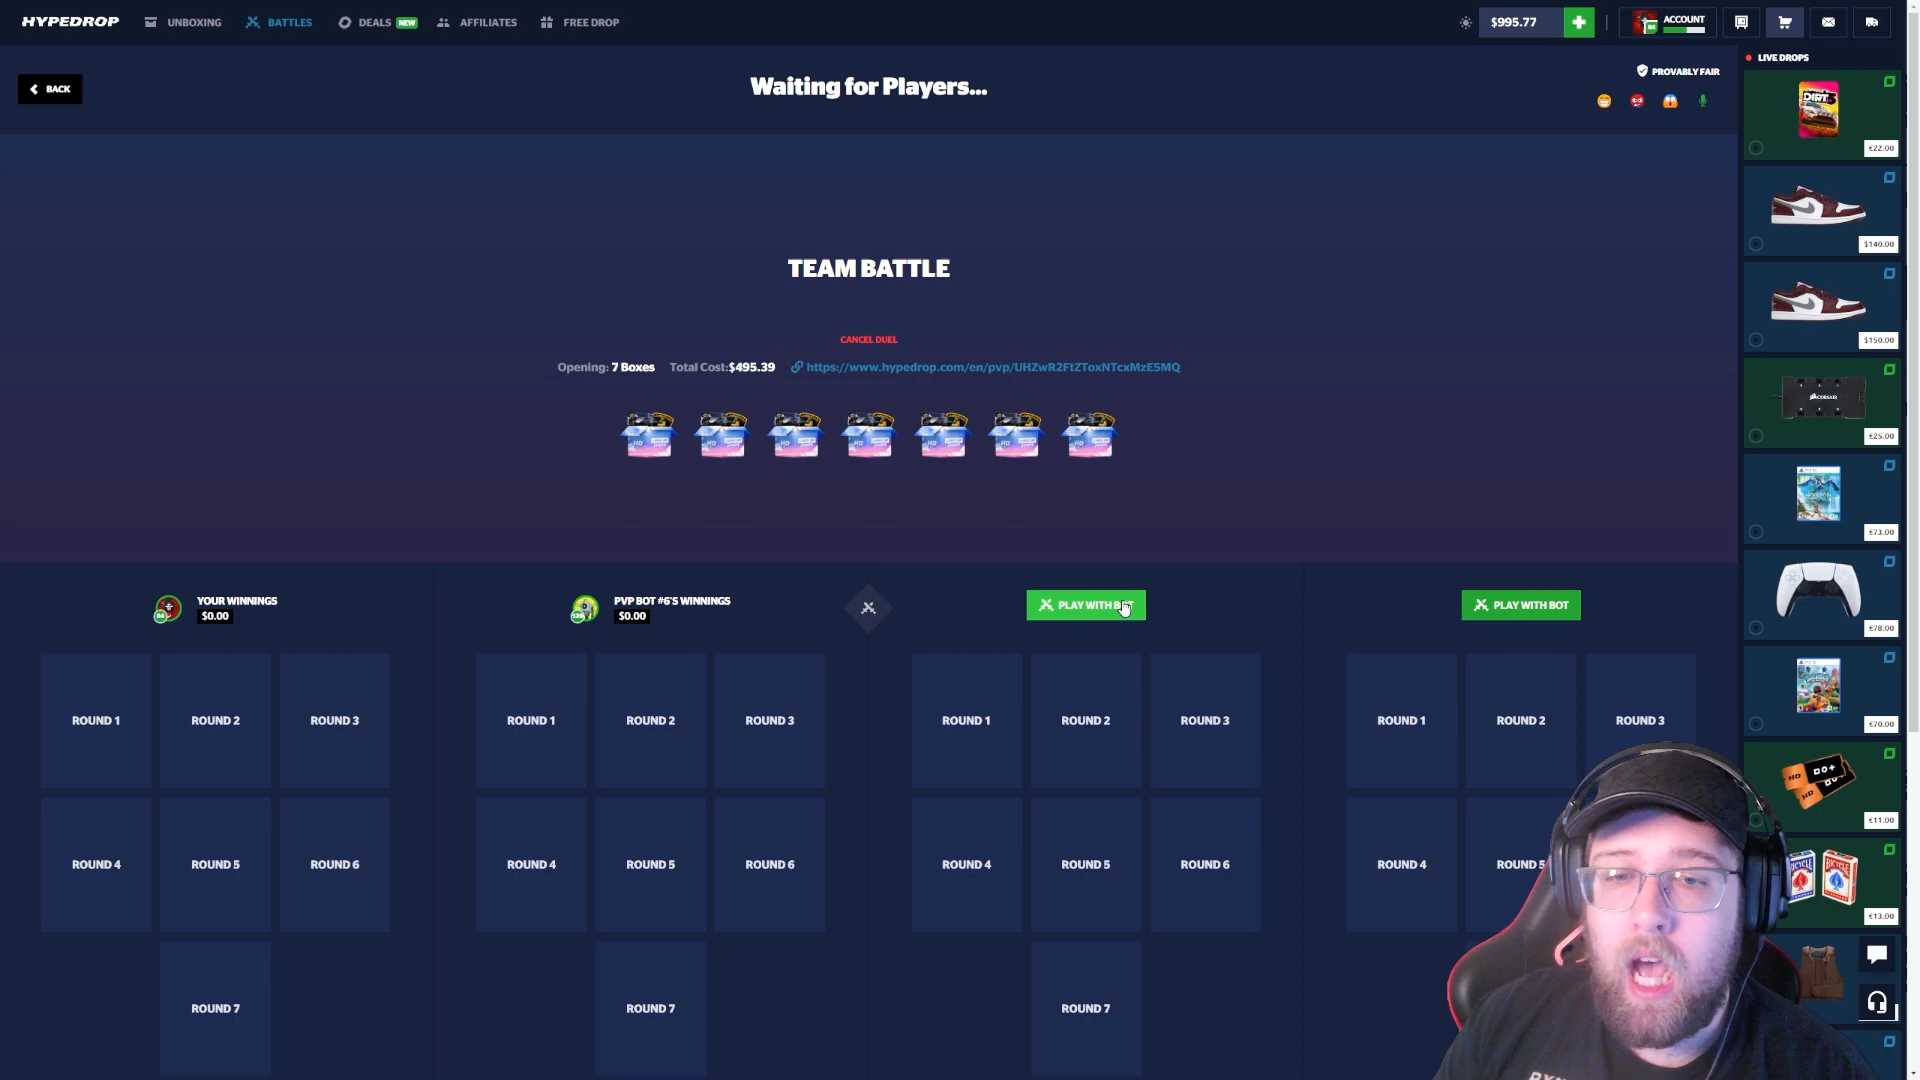 HYPEDROP
UNBOXING
BATTLES
DEALS NEW
AFFILIATES
FREE DROP
$995.77
ACCOUNT
LIVE DROPS
BACK
Waiting for Players...
PROVABLY FAIR
TEAM BATTLE
CANCEL DUEL
Opening: 7 Boxes Total Cost:$495.39 https://www.hypedrop.com/en/pvp/UHZwR2FtZToxNTcxMzE5MQ
YOUR WINNINGS
$0.00
PVP BOT #6'S WINNINGS
$0.00
PLAY WITH
PLAY WITH BOT
ROUND 1 ROUND 2 ROUND 3
ROUND 4 ROUND 5 ROUND 6
ROUND 7
ROUND 1 ROUND 2 ROUND 3
ROUND 4 ROUND 5 ROUND 6
ROUND 7
ROUND 1 ROUND 2 ROUND 3
ROUND 4 ROUND 5 ROUND 6
ROUND 7
ROUND 1 ROUND 2 ROUND 3
ROUND 4 ROUND 5
DIRT
€22.00
$140.00
$150.00
CORSAIR
€25.00
€73.00
€78.00
€70.00
HD
HD
€11.00
BICYCLE
BICYCLE
€13.00